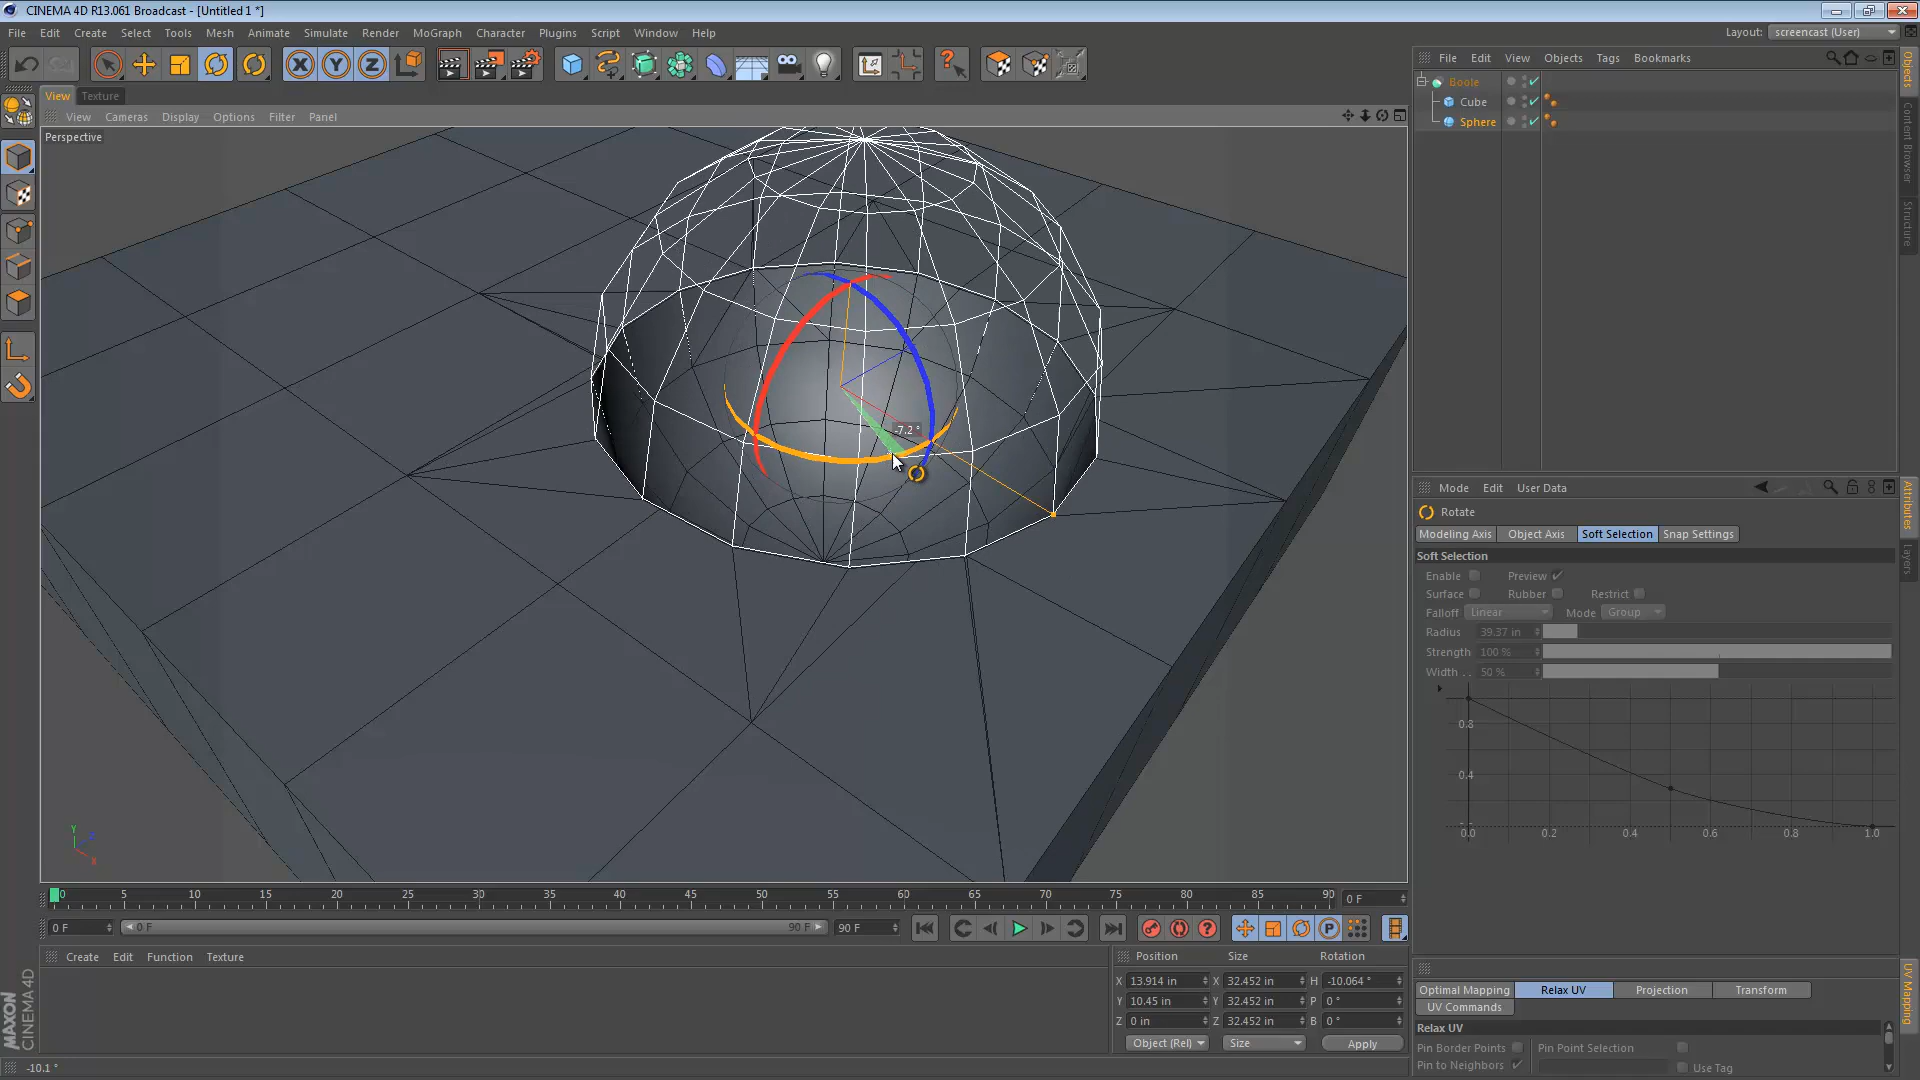 CINEMA 4D R13.061 Broadcast - [Untitled 1 *]
File Edit Create Select Tools Mesh Animate Simulate Render MoGraph Character Plugins Script Window Help
Layout: screencast (User)
View Texture
View Cameras Display Options Filter Panel
Perspective
-7.2 °
X Y Z
File Edit View Objects Tags Bookmarks
Boole
Cube
Sphere
Objects
Content Browser
Structure
Mode Edit User Data
Rotate
Modeling Axis Object Axis Soft Selection Snap Settings
Soft Selection
Enable Preview
Surface Rubber Restrict
Falloff Linear Mode Group
Radius 39.37 in
Strength 100 %
Width . . 50 %
0.8
0.4
0.0 0.2 0.4 0.6 0.8 1.0
Attributes
Layers
0 5 10 15 20 25 30 35 40 45 50 55 60 65 70 75 80 85 90 0 F
0 F 0 F 90 F 90 F
Create Edit Function Texture
Position Size Rotation
X 13.914 in X 32.452 in H -10.064 °
Y 10.45 in Y 32.452 in P 0 °
Z 0 in Z 32.452 in B 0 °
Object (Rel) Size Apply
Optimal Mapping Relax UV Projection Transform
UV Commands
Relax UV
Pin Border Points Pin Point Selection
Pin to Neighbors Use Tag
UV Mapping
MAXON
CINEMA 4D
-10.1 °